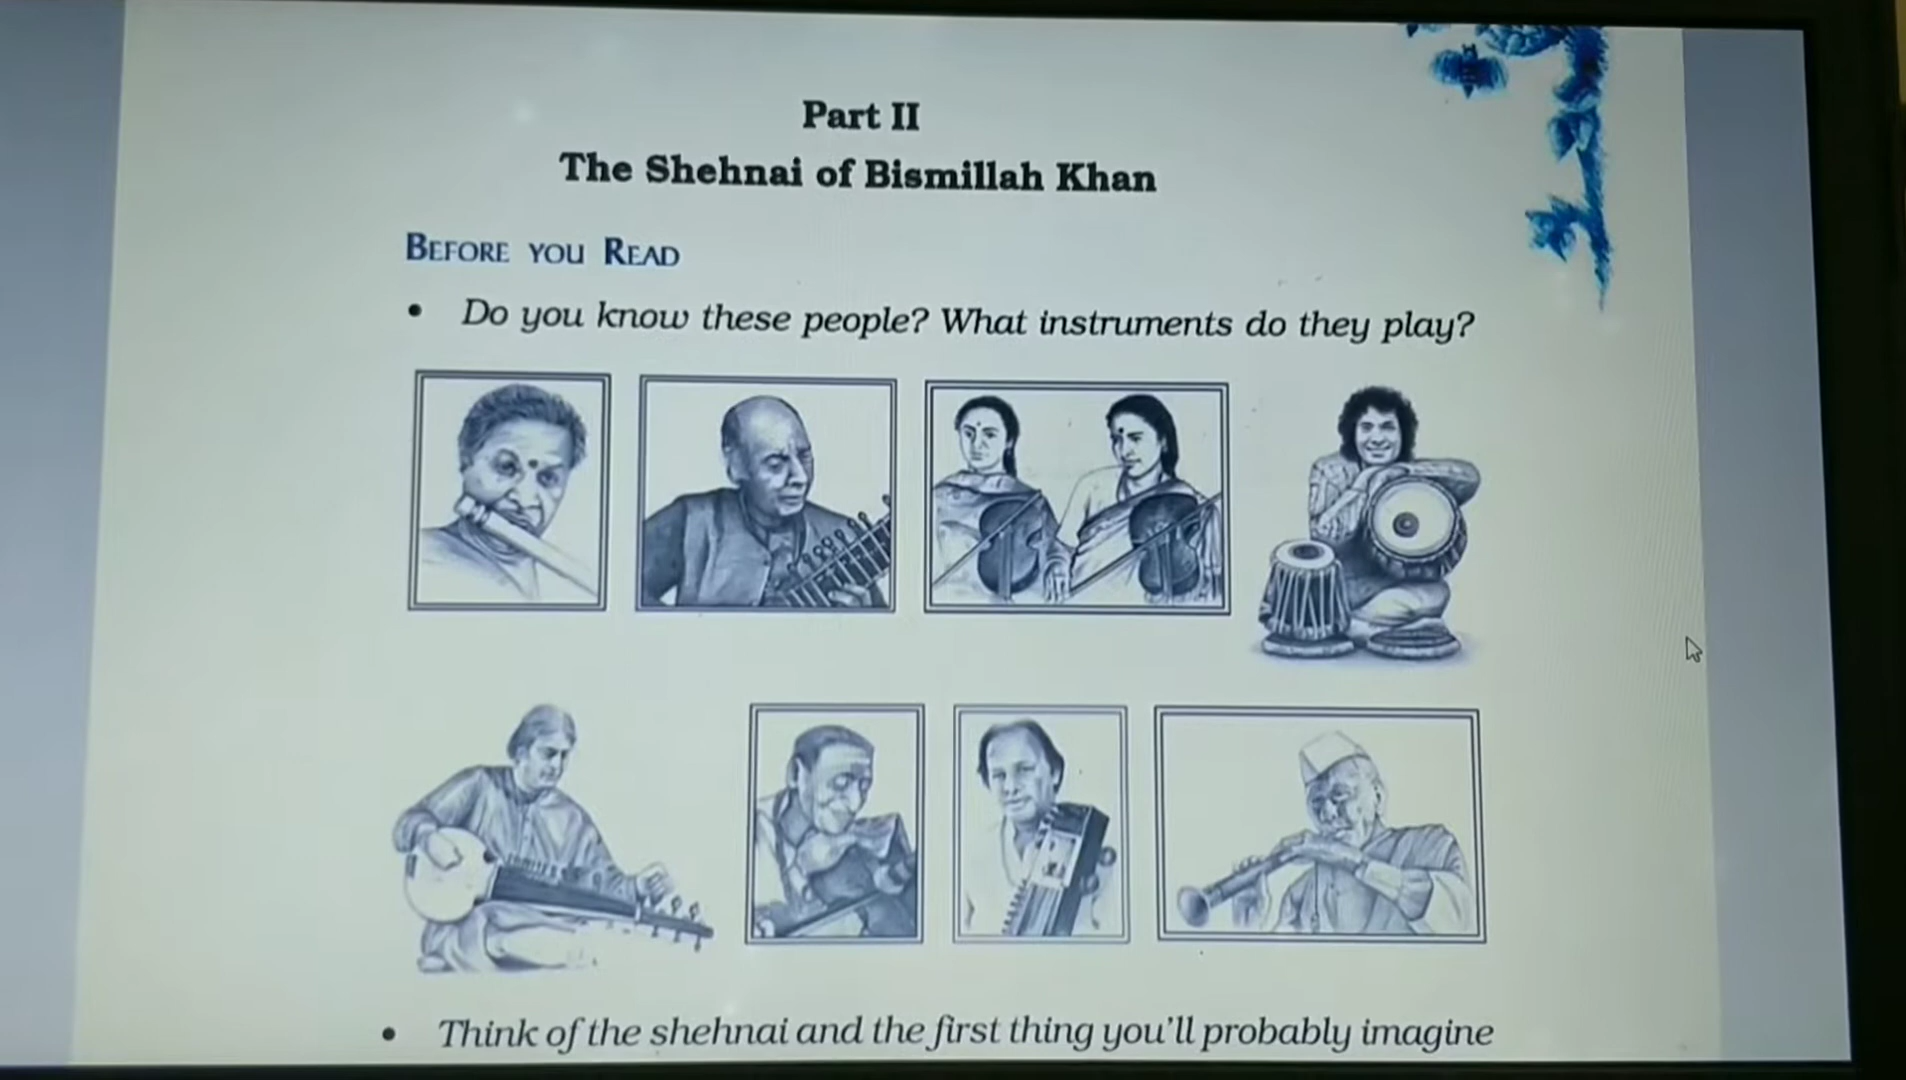 Part II
The Shehnai of Bismillah Khan
BEFORE YOU READ
• Do you know these people? What instruments do they play?
• Think of the shehnai and the first thing you'll probably imagine